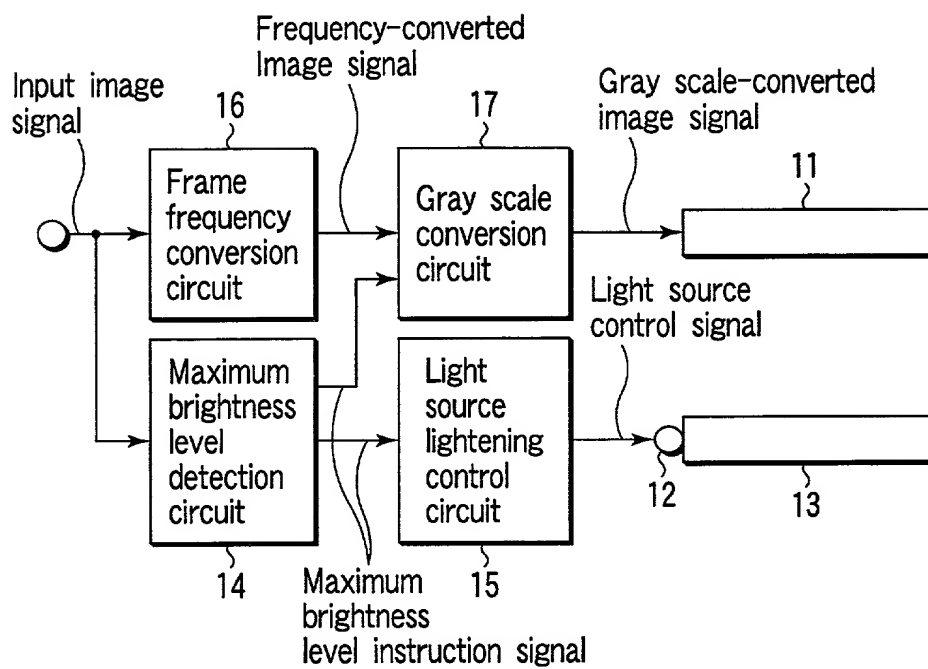 Input image
signal
16
Frequency-converted
Image signal
17
Gray scale-converted
image signal
11
Frame
frequency
conversion
circuit
Gray scale
conversion
circuit
Light source
control signal
Maximum
brightness
level
detection
circuit
Light
source
lightening
control
circuit
12
13
14
15
Maximum
brightness
level instruction signal